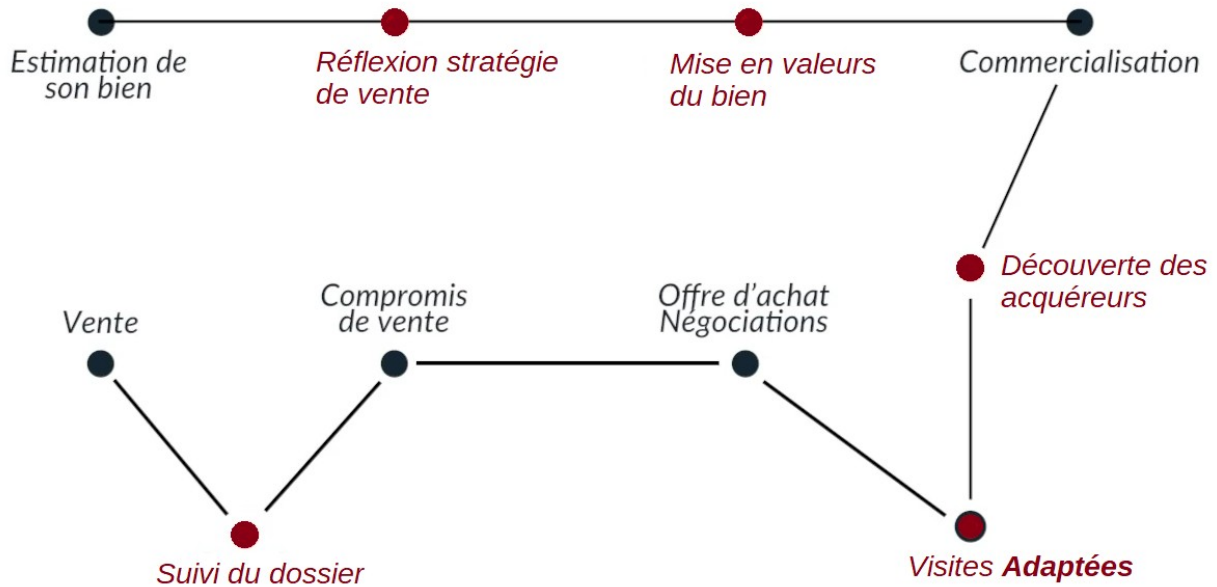 Estimation de
son bien
Réflexion stratégie
de vente
Mise en valeurs
du bien
Commercialisation
Découverte des
acquéreurs
Visites Adaptées
Offre d'achat
Négociations
Compromis
de vente
Suivi du dossier
Vente